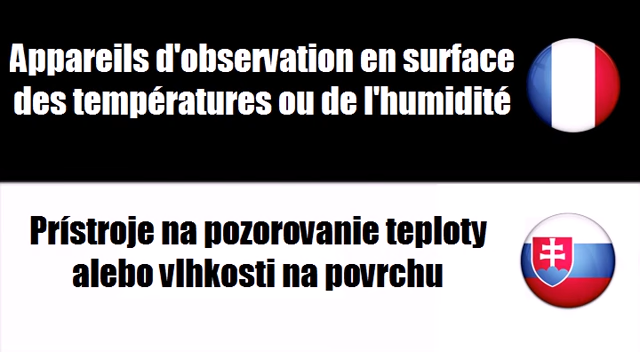 Appareils d'observation en surface
des températures ou de l'humidité
Prístroje na pozorovanie teploty
alebo vlhkosti na povrchu